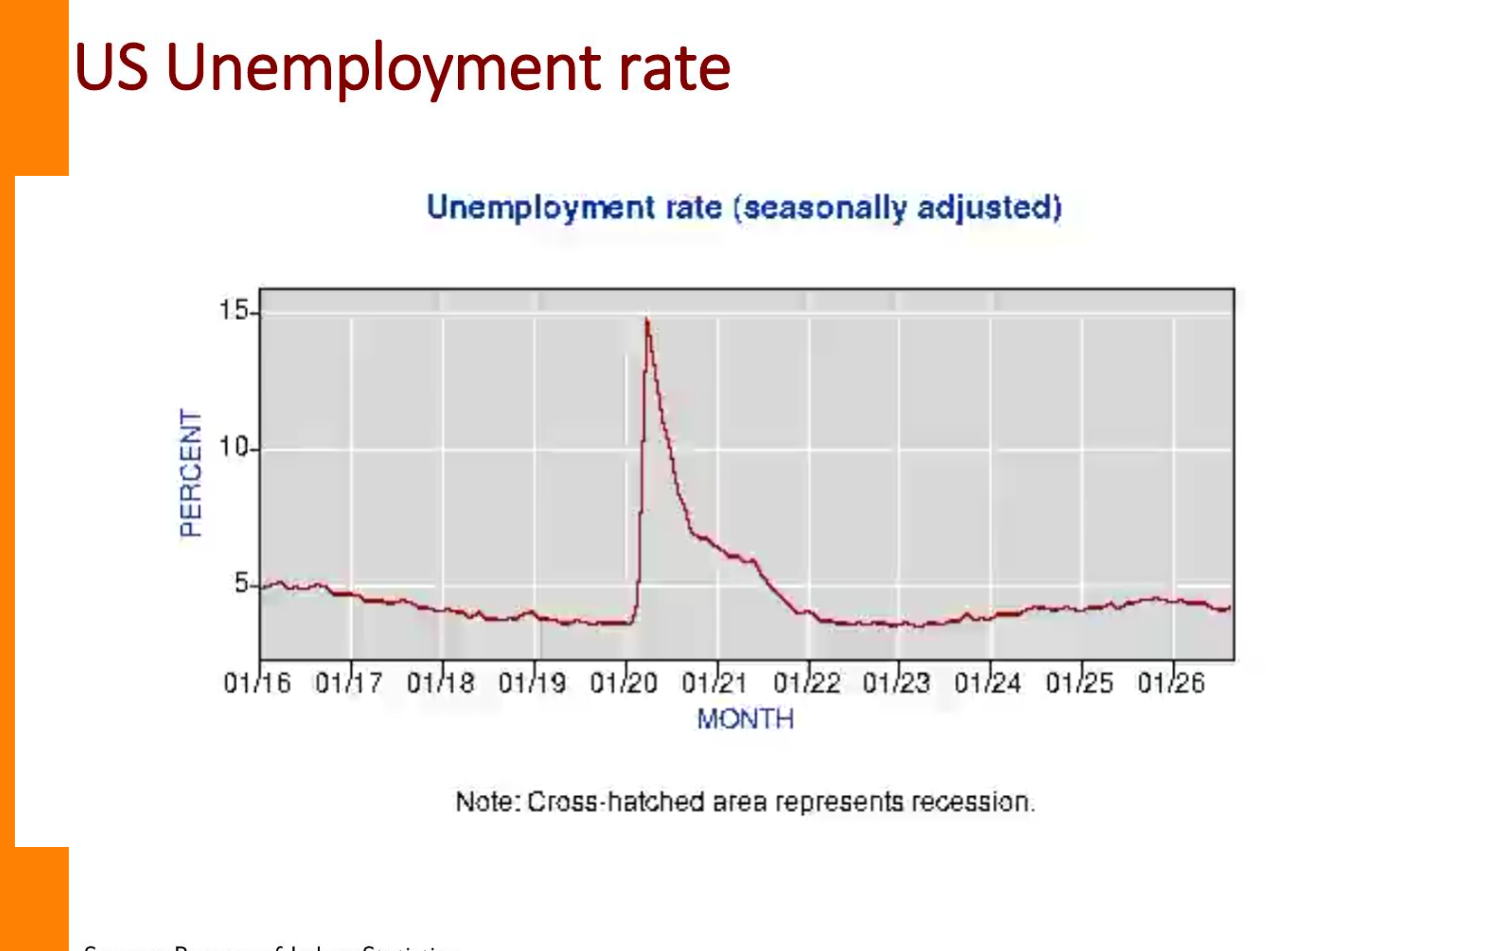 US Unemployment rate
Unemployment rate (seasonally adjusted)
15
10
5
PERCENT
01/16 01/17 01/18 01/19 01/20 01/21 01/22 01/23 01/24 01/25 01/26
MONTH
Note: Cross-hatched area represents recession.